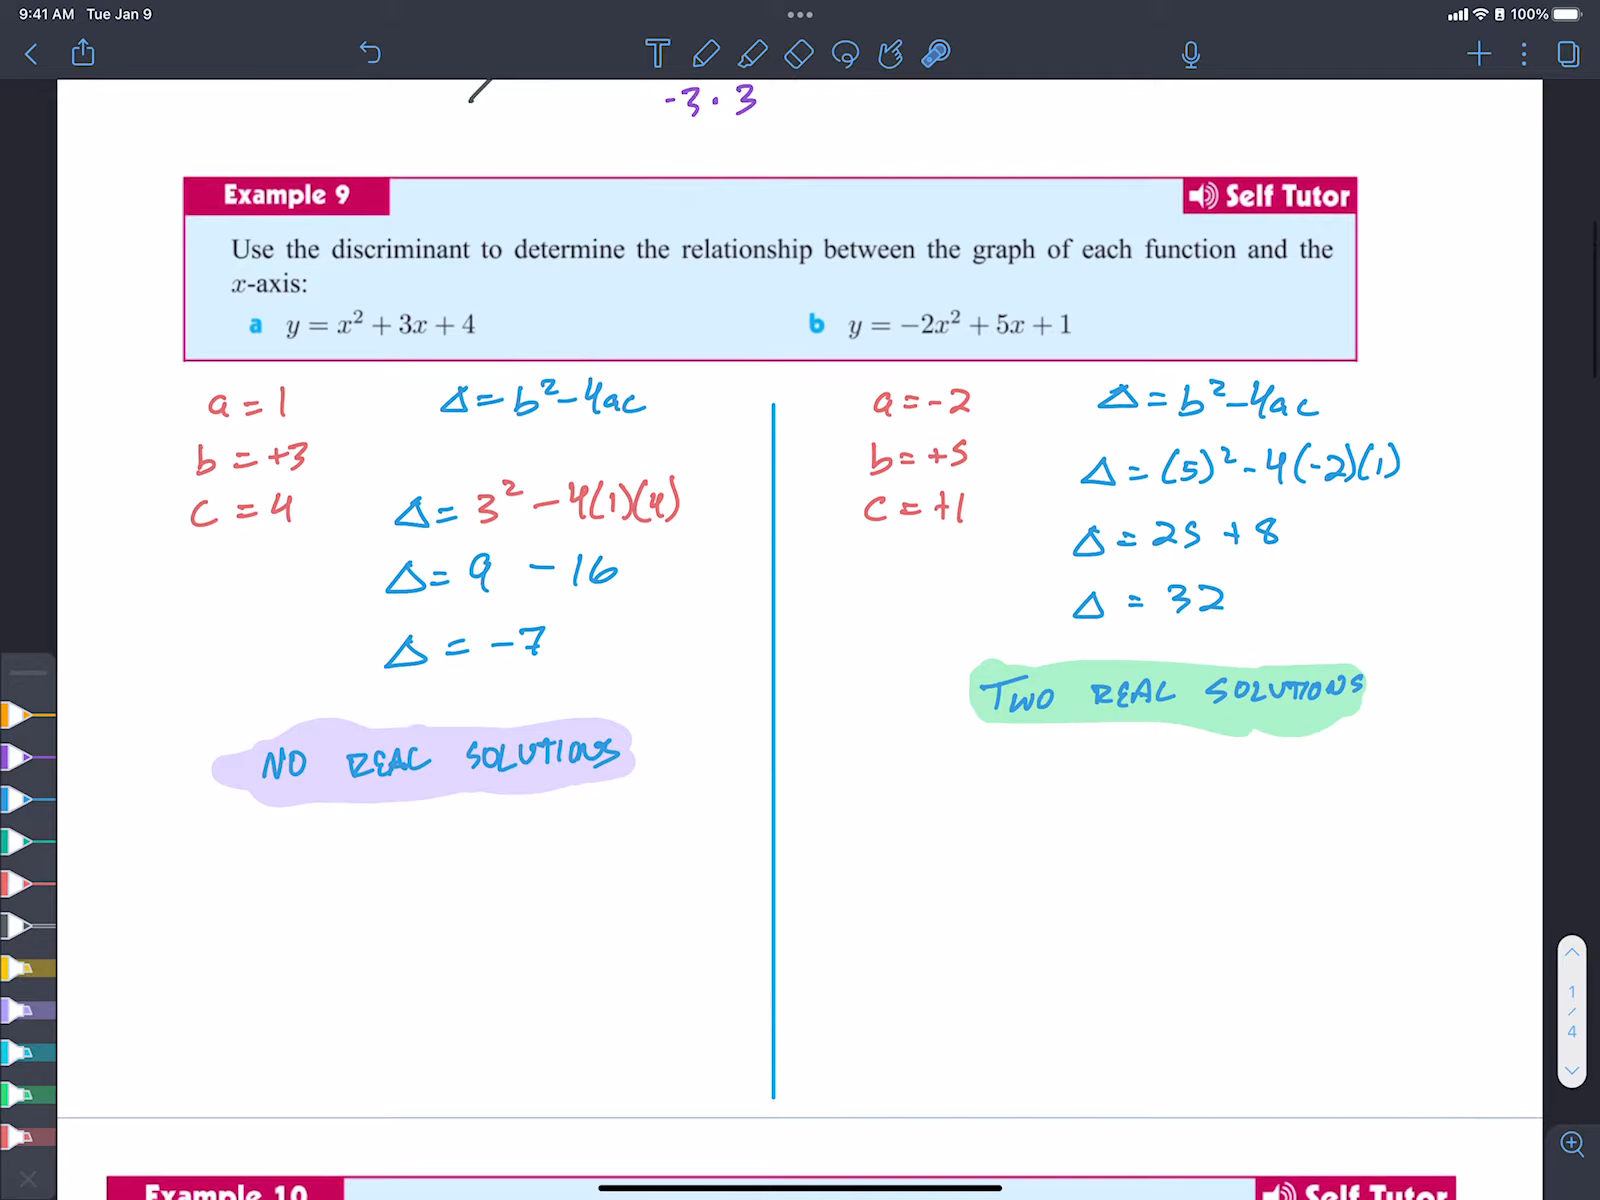 9:41 AM Tue Jan 9
100%
-3 · 3
Example 9
Self Tutor
Use the discriminant to determine the relationship between the graph of each function and the
x-axis:
a y = x² + 3x + 4
b y = −2x² + 5x + 1
a = 1
b = +3
c = 4
Δ = b² - 4ac
Δ = 3² - 4(1)(4)
Δ = 9 - 16
Δ = -7
NO REAL SOLUTIONS
a = -2
b = +5
c = +1
Δ = b² - 4ac
Δ = (5)² - 4(-2)(1)
Δ = 25 + 8
Δ = 32
TWO REAL SOLUTIONS
1
/
4
Example 10
Self Tutor